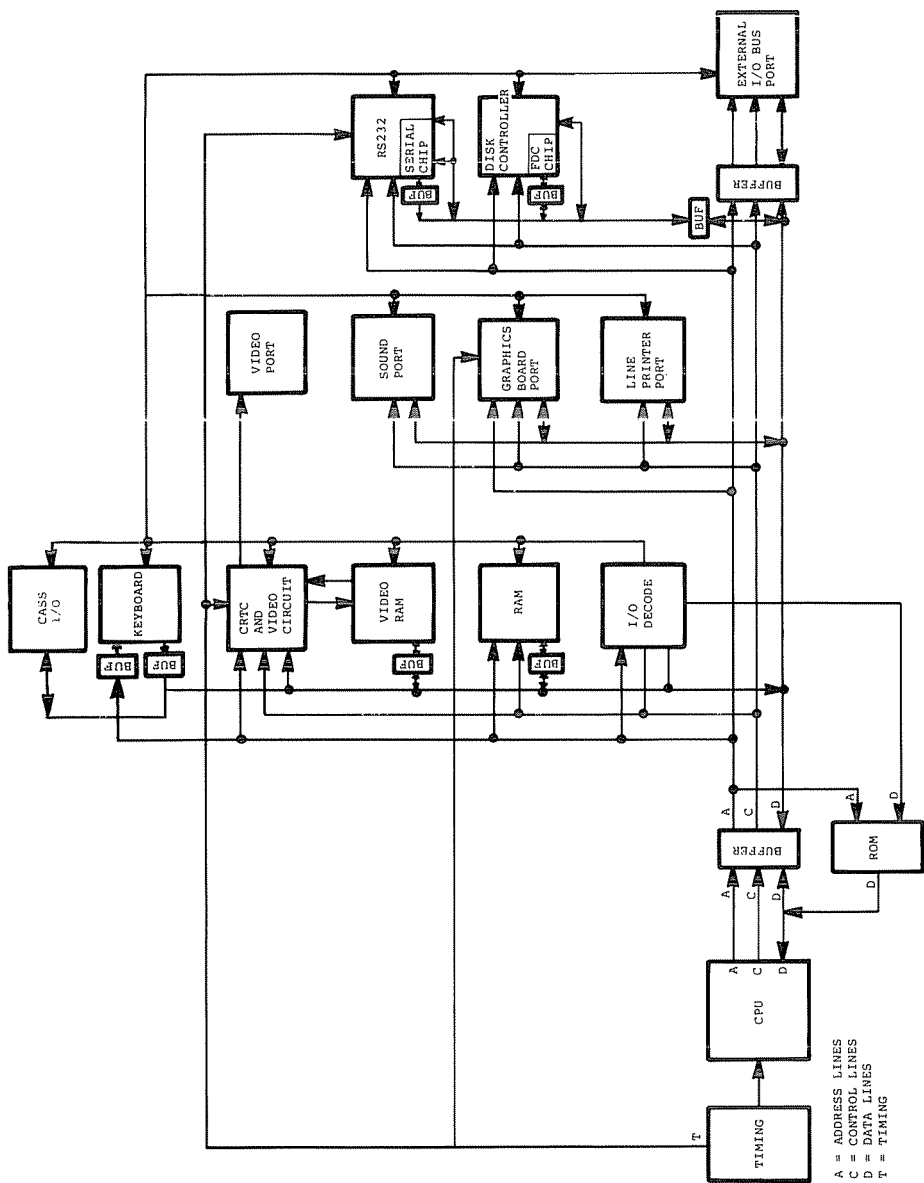 CASS
I/O
BUF
BUF
KEYBOARD
CRTC
AND
VIDEO
CIRCUIT
VIDEO
PORT
BUF
VIDEO
RAM
SOUND
PORT
RS232
SERIAL
CHIP
BUF
BUF
RAM
GRAPHICS
BOARD
PORT
DISK
CONTROLLER
FDC
CHIP
BUF
I/O
DECODE
LINE
PRINTER
PORT
BUF
T
TIMING
CPU
A
C
D
A
C
D
BUFFER
A
C
D
BUFFER
EXTERNAL
I/O BUS
PORT
D
ROM
A
D
A = ADDRESS LINES
C = CONTROL LINES
D = DATA LINES
T = TIMING